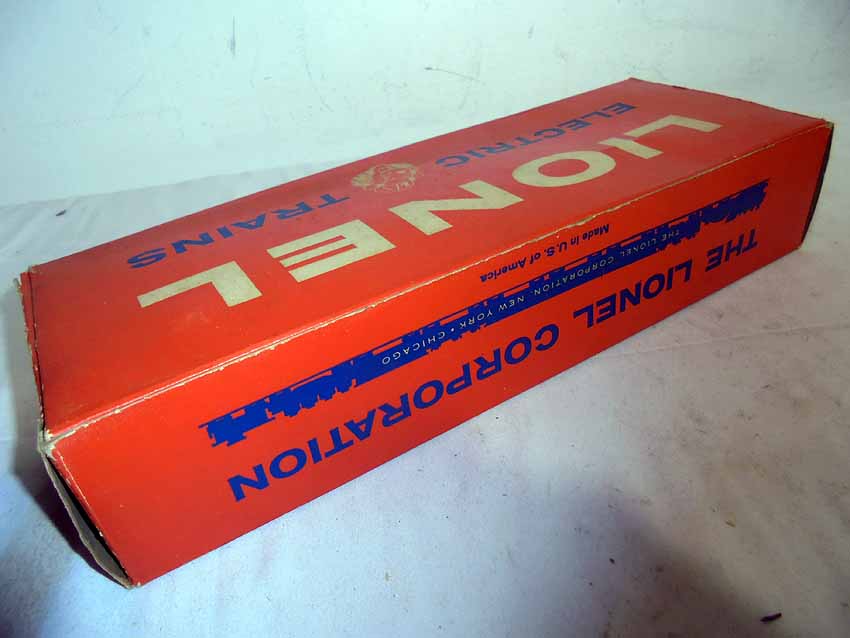 LIONEL
ELECTRIC TRAINS
Made in U.S. of America
THE LIONEL CORPORATION, NEW YORK • CHICAGO
THE LIONEL CORPORATION